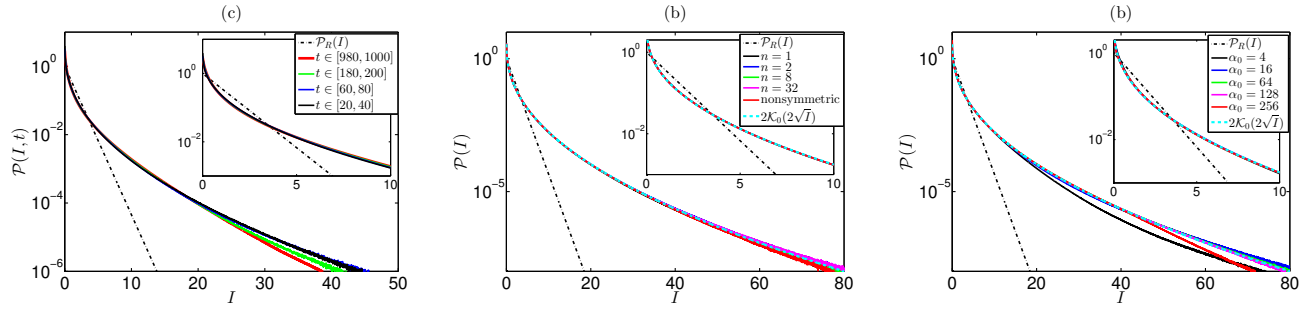 (c)
P(I, t)
10^0
10^-2
10^-4
10^-6
0 10 20 30 40 50
I
10^0
10^-2
0 5 10
P_R(I)
t ∈ [980, 1000]
t ∈ [180, 200]
t ∈ [60, 80]
t ∈ [20, 40]
(b)
P(I)
10^0
10^-5
0 20 40 60 80
I
10^0
10^-2
0 5 10
P_R(I)
n = 1
n = 2
n = 8
n = 32
nonsymmetric
2K_0(2√I)
(b)
P(I)
10^0
10^-5
0 20 40 60 80
I
10^0
10^-2
0 5 10
P_R(I)
α_0 = 4
α_0 = 16
α_0 = 64
α_0 = 128
α_0 = 256
2K_0(2√I)